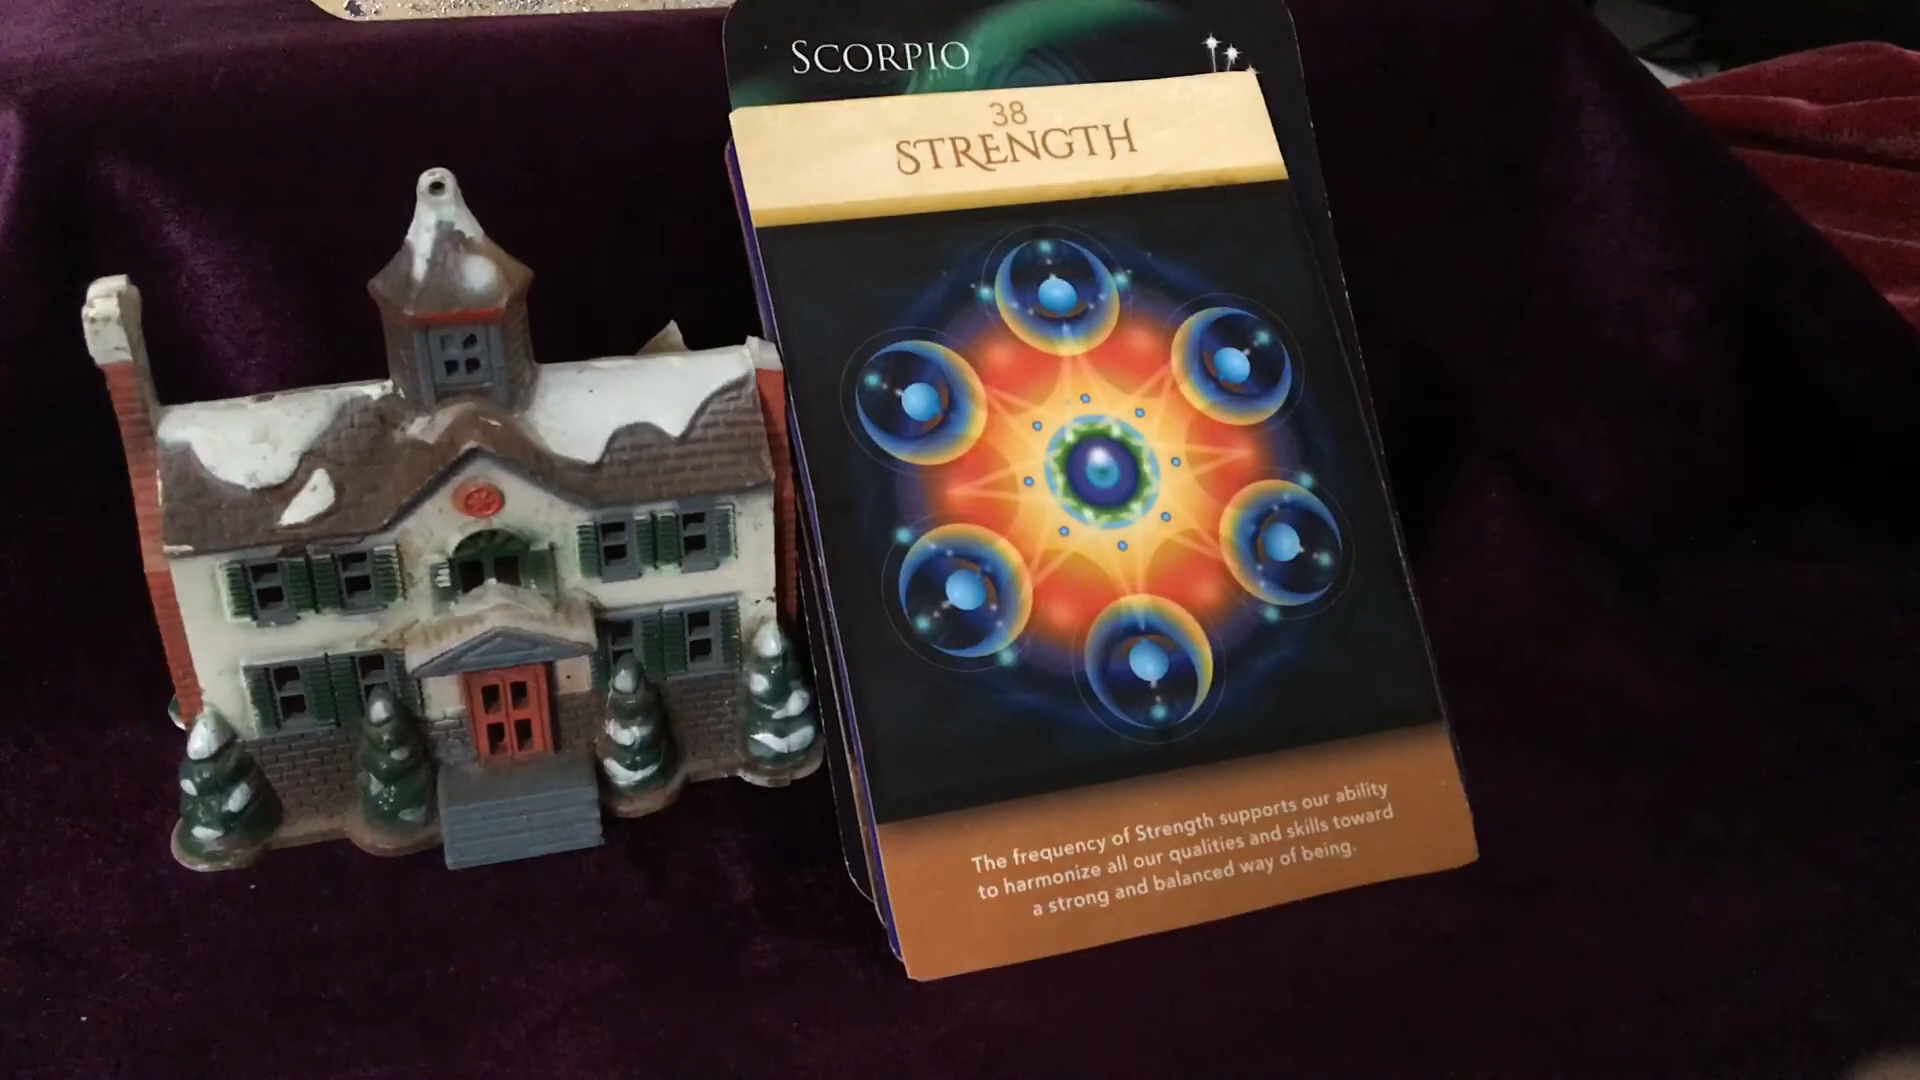 SCORPIO
38
STRENGTH
The frequency of Strength supports our ability
to harmonize all our qualities and skills toward
a strong and balanced way of being.